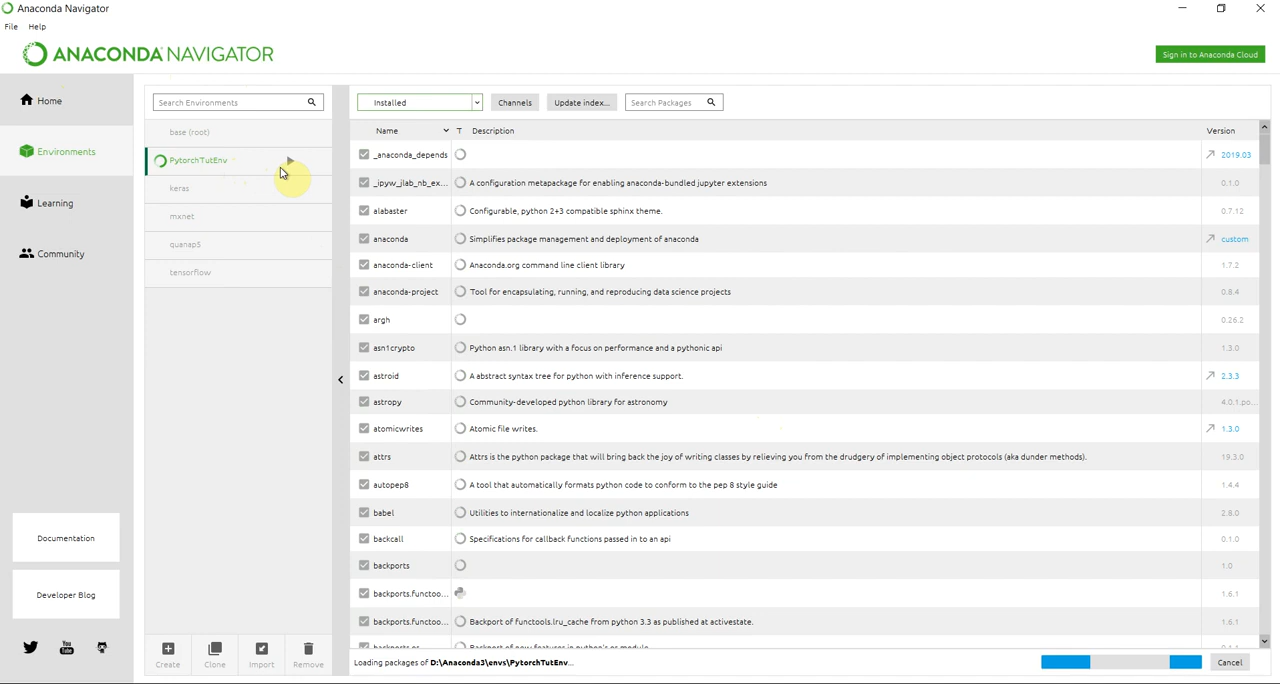 Anaconda Navigator
File Help
ANACONDA NAVIGATOR
Sign in to Anaconda Cloud
Home
Environments
Learning
Community
Documentation
Developer Blog
You Tube
Search Environments
base (root)
PytorchTutEnv
keras
mxnet
quanap5
tensorflow
Create Clone Import Remove
Installed Channels Update index... Search Packages
Name T Description Version
_anaconda_depends 2019.03
_ipyw_jlab_nb_ex... A configuration metapackage for enabling anaconda-bundled jupyter extensions 0.1.0
alabaster Configurable, python 2+3 compatible sphinx theme. 0.7.12
anaconda Simplifies package management and deployment of anaconda custom
anaconda-client Anaconda.org command line client library 1.7.2
anaconda-project Tool for encapsulating, running, and reproducing data science projects 0.8.4
argh 0.26.2
asn1crypto Python asn.1 library with a focus on performance and a pythonic api 1.3.0
astroid A abstract syntax tree for python with inference support. 2.3.3
astropy Community-developed python library for astronomy 4.0.1.po...
atomicwrites Atomic file writes. 1.3.0
attrs Attrs is the python package that will bring back the joy of writing classes by relieving you from the drudgery of implementing object protocols (aka dunder methods). 19.3.0
autopep8 A tool that automatically formats python code to conform to the pep 8 style guide 1.4.4
babel Utilities to internationalize and localize python applications 2.8.0
backcall Specifications for callback functions passed in to an api 0.1.0
backports 1.0
backports.functoo... 1.6.1
backports.functoo... Backport of functools.lru_cache from python 3.3 as published at activestate. 1.6.1
Loading packages of D:\Anaconda3\envs\PytorchTutEnv... Cancel